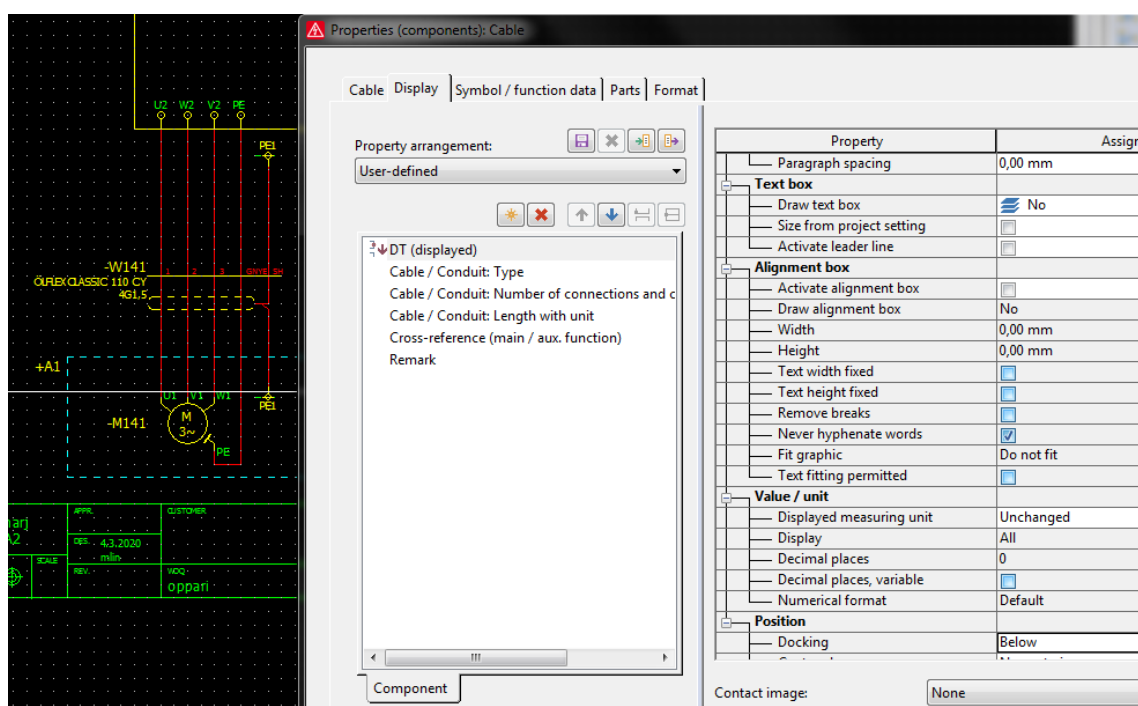 Properties (components): Cable
Cable Display Symbol / function data Parts Format
Property arrangement:
User-defined
DT (displayed)
Cable / Conduit: Type
Cable / Conduit: Number of connections and c
Cable / Conduit: Length with unit
Cross-reference (main / aux. function)
Remark
Component
Property Assign
Paragraph spacing 0,00 mm
Text box
Draw text box No
Size from project setting
Activate leader line
Alignment box
Activate alignment box
Draw alignment box No
Width 0,00 mm
Height 0,00 mm
Text width fixed
Text height fixed
Remove breaks
Never hyphenate words
Fit graphic Do not fit
Text fitting permitted
Value / unit
Displayed measuring unit Unchanged
Display All
Decimal places 0
Decimal places, variable
Numerical format Default
Position
Docking Below
Contact image: None
U2 W2 V2 PE
PE1
-W141 1 2 3 GNYE SH
ÖLFLEX CLASSIC 110 CY
4G1,5
+A1
U1 V1 W1
PE1
-M141
M
3~
PE
APPR. CUSTOMER
arj
A2
DES. 4.3.2020
mlin
SCALE
REV.
oppari